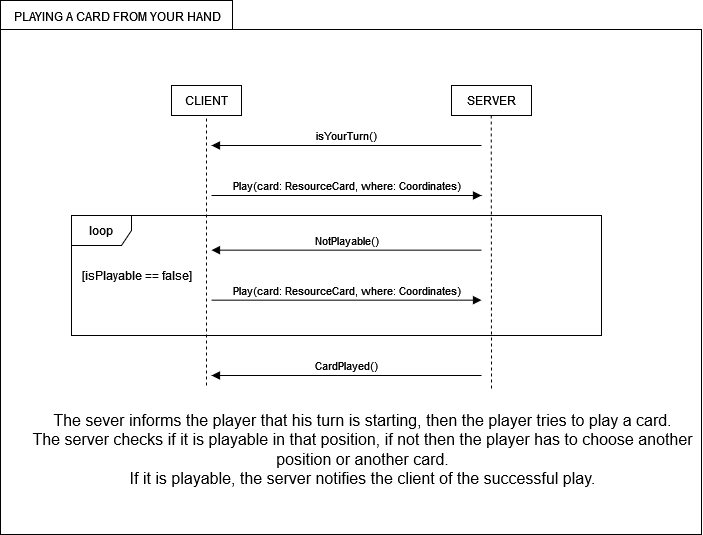 PLAYING A CARD FROM YOUR HAND
CLIENT
SERVER
isYourTurn()
Play(card: ResourceCard, where: Coordinates)
loop
NotPlayable()
[isPlayable == false]
Play(card: ResourceCard, where: Coordinates)
CardPlayed()
The sever informs the player that his turn is starting, then the player tries to play a card.
The server checks if it is playable in that position, if not then the player has to choose another
position or another card.
If it is playable, the server notifies the client of the successful play.